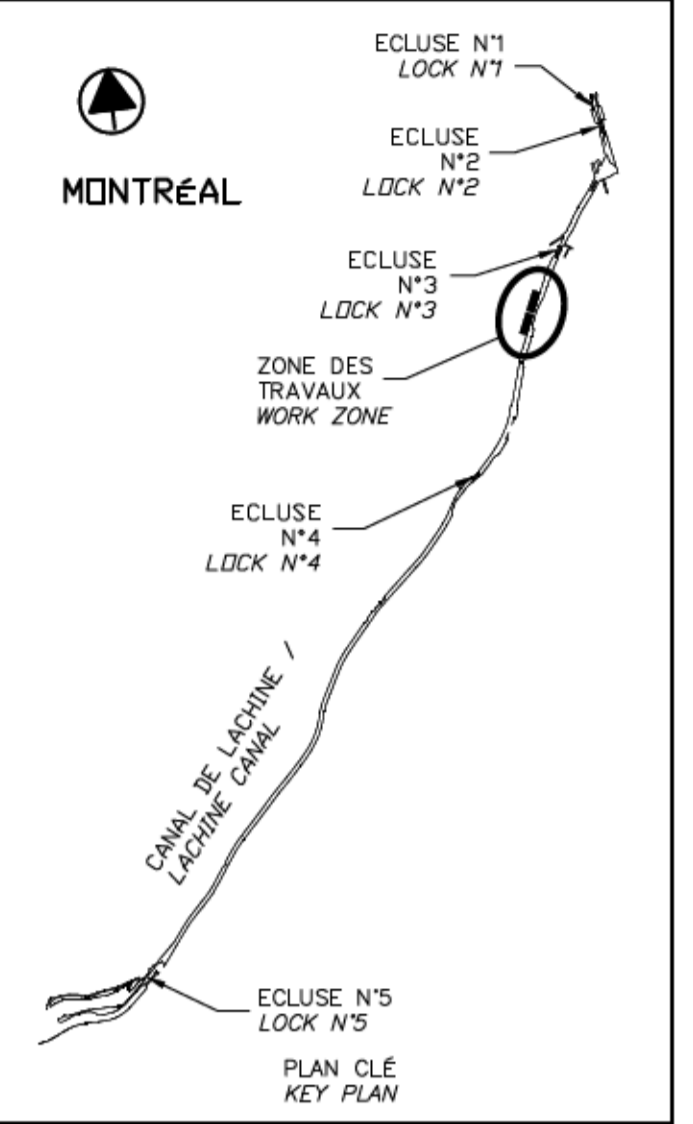 ECLUSE N°1
LOCK N°1
ECLUSE
N°2
LOCK N°2
MONTRÉAL
ECLUSE
N°3
LOCK N°3
ZONE DES
TRAVAUX
WORK ZONE
ECLUSE
N°4
LOCK N°4
CANAL DE LACHINE /
LACHINE CANAL
ECLUSE N°5
LOCK N°5
PLAN CLÉ
KEY PLAN